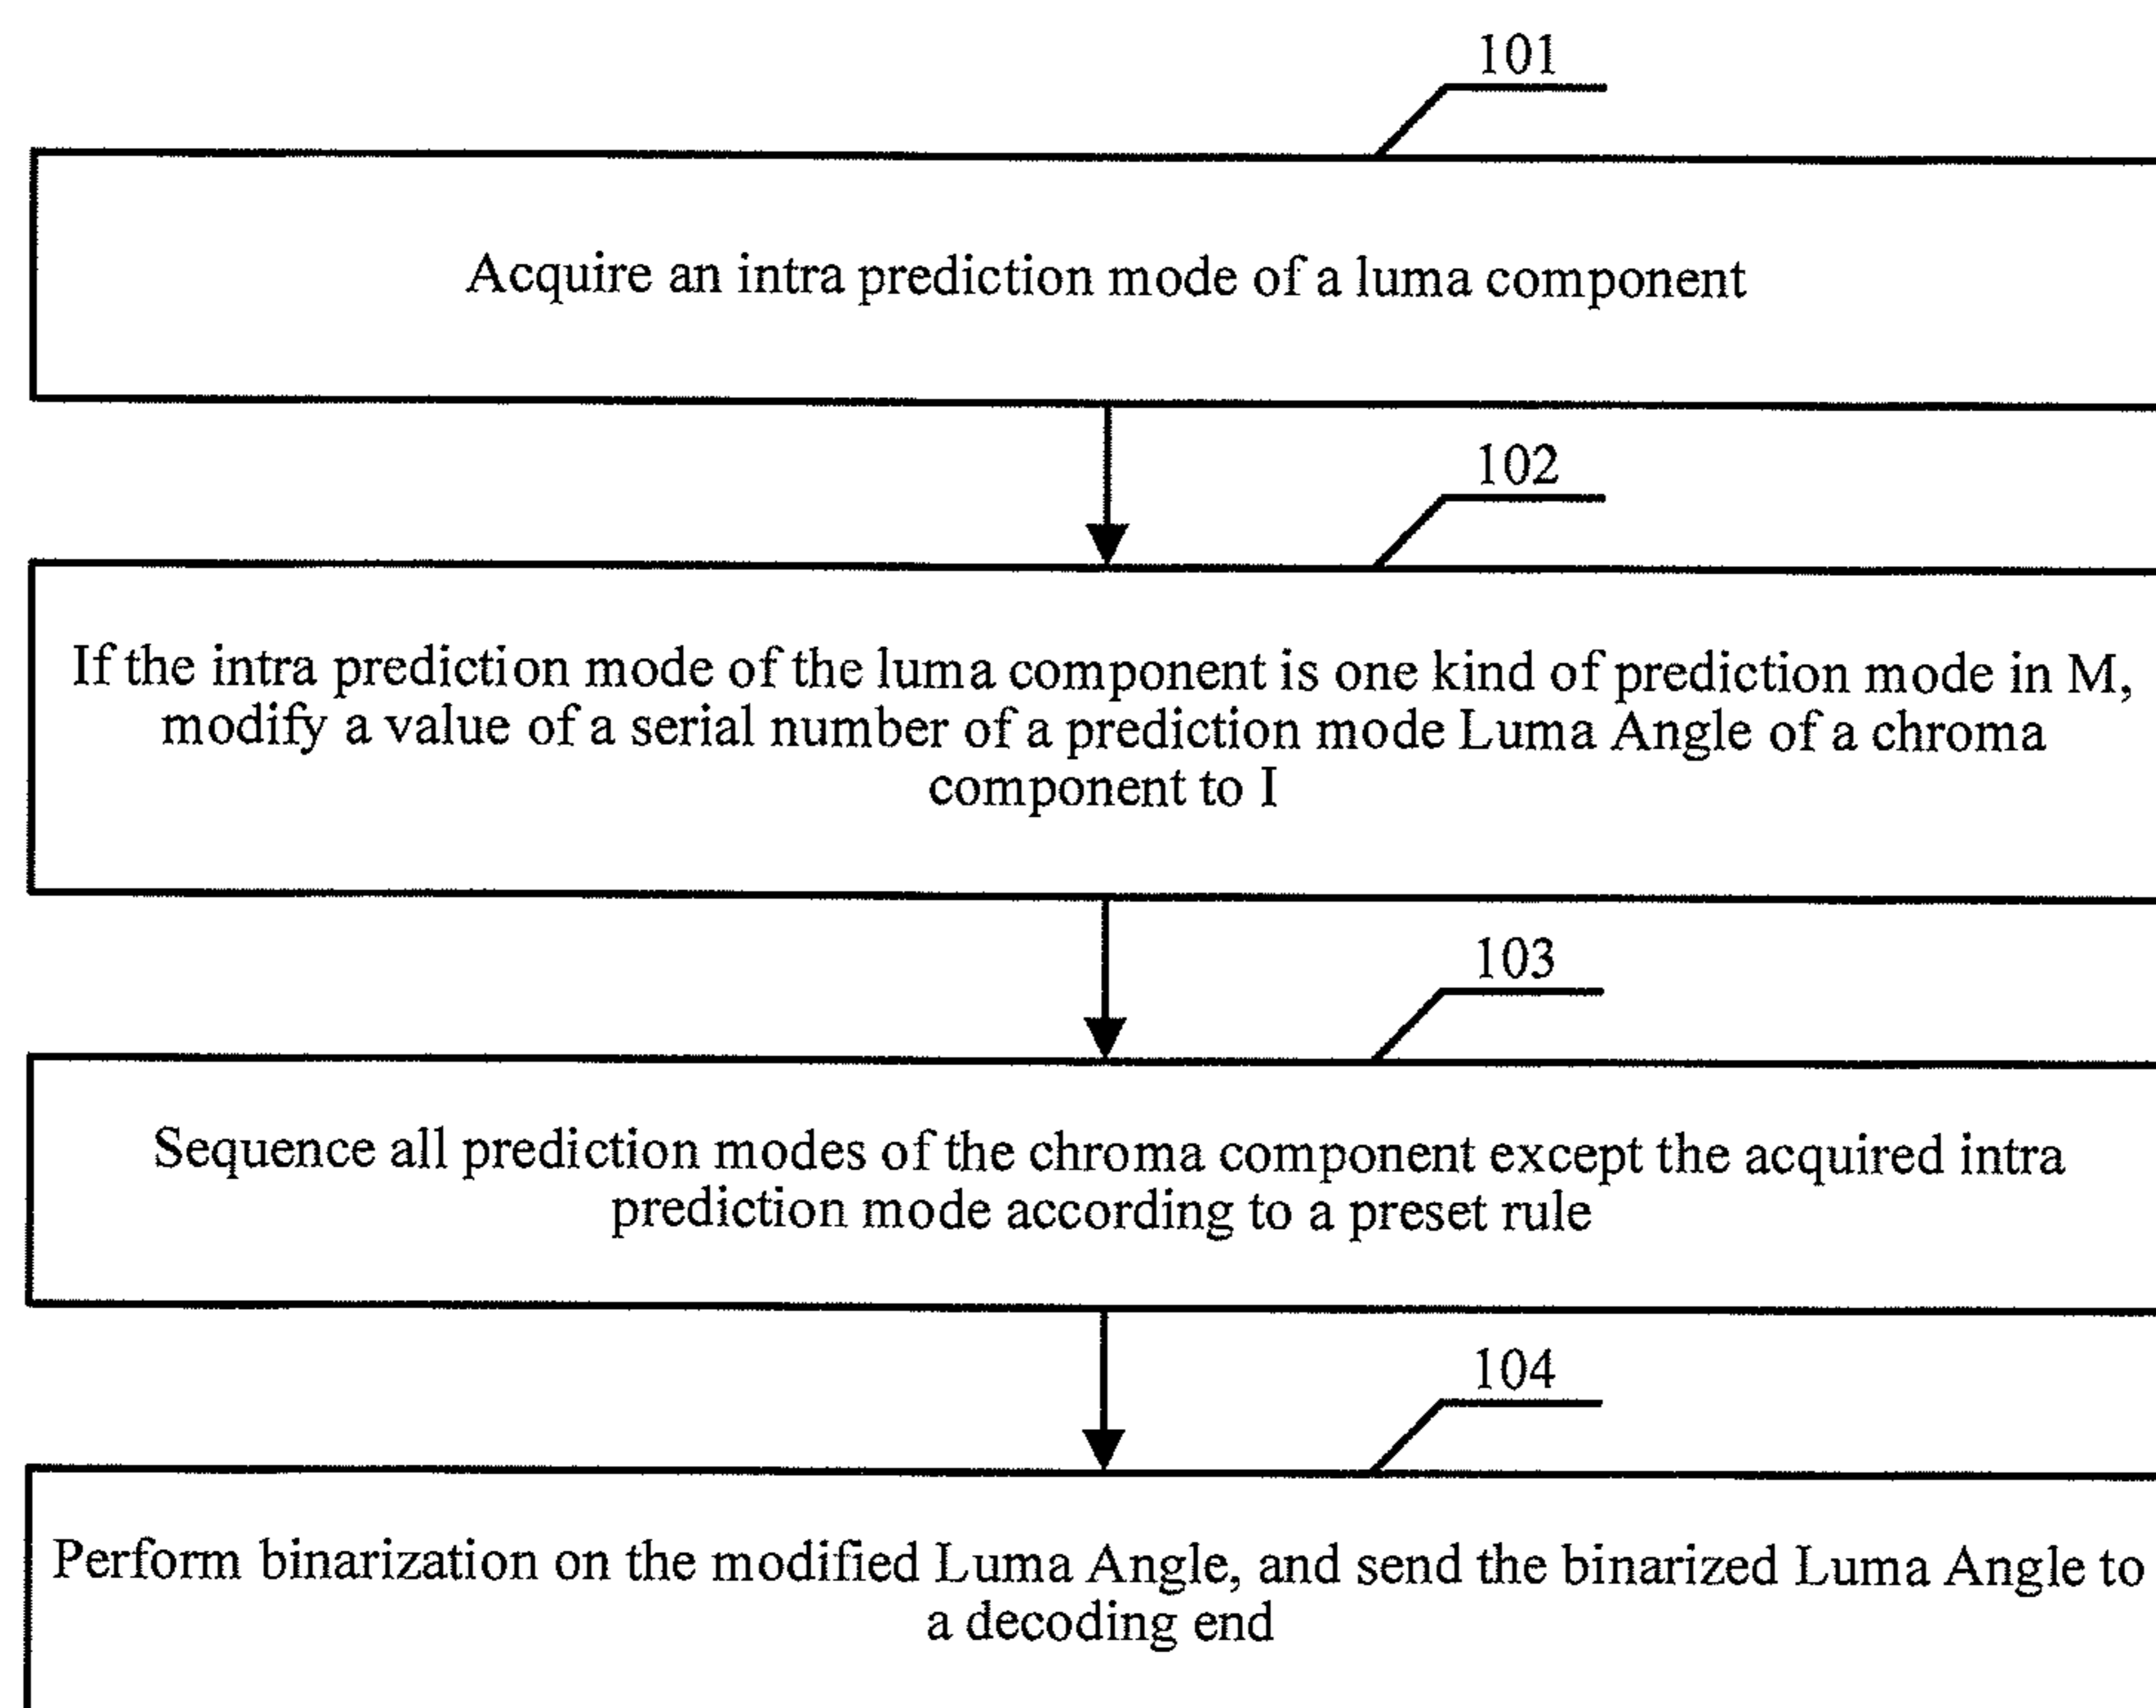 101
Acquire an intra prediction mode of a luma component
102
If the intra prediction mode of the luma component is one kind of prediction mode in M,
modify a value of a serial number of a prediction mode Luma Angle of a chroma
component to I
103
Sequence all prediction modes of the chroma component except the acquired intra
prediction mode according to a preset rule
104
Perform binarization on the modified Luma Angle, and send the binarized Luma Angle to
a decoding end